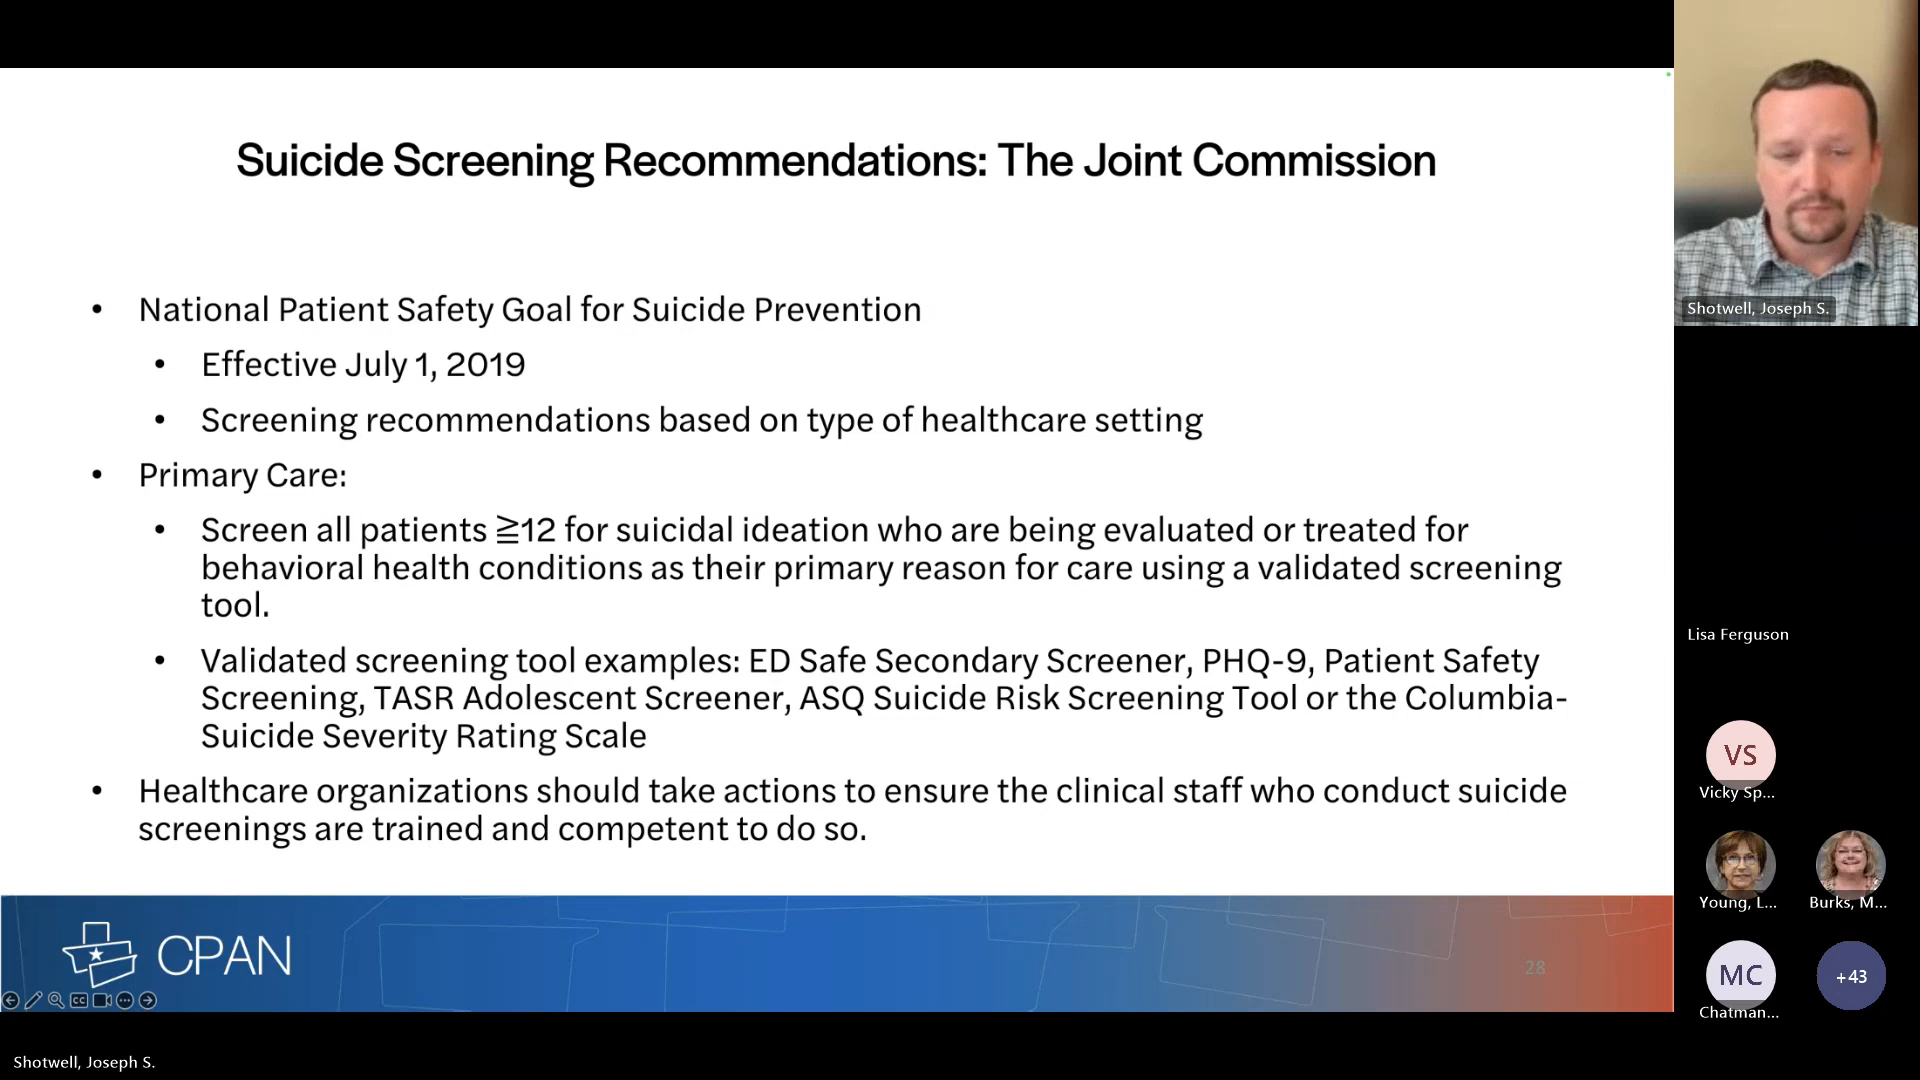 Suicide Screening Recommendations: The Joint Commission
• National Patient Safety Goal for Suicide Prevention
• Effective July 1, 2019
• Screening recommendations based on type of healthcare setting
• Primary Care:
• Screen all patients ≧12 for suicidal ideation who are being evaluated or treated for
behavioral health conditions as their primary reason for care using a validated screening
tool.
• Validated screening tool examples: ED Safe Secondary Screener, PHQ-9, Patient Safety
Screening, TASR Adolescent Screener, ASQ Suicide Risk Screening Tool or the Columbia-
Suicide Severity Rating Scale
• Healthcare organizations should take actions to ensure the clinical staff who conduct suicide
screenings are trained and competent to do so.
CPAN
28
CC
Shotwell, Joseph S.
Shotwell, Joseph S.
Lisa Ferguson
VS
Vicky Sp...
Young, L...
Burks, M...
MC
+43
Chatman...